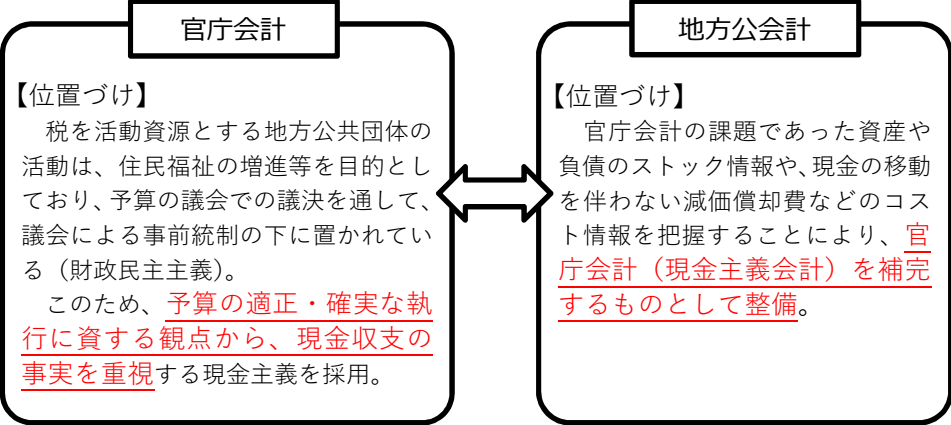 官庁会計
【位置づけ】
税を活動資源とする地方公共団体の
活動は、住民福祉の増進等を目的とし
ており、予算の議会での議決を通して、
議会による事前統制の下に置かれてい
る（財政民主主義）。
このため、予算の適正・確実な執
行に資する観点から、現金収支の
事実を重視する現金主義を採用。
地方公会計
【位置づけ】
官庁会計の課題であった資産や
負債のストック情報や、現金の移動
を伴わない減価償却費などのコス
ト情報を把握することにより、官
庁会計（現金主義会計）を補完
するものとして整備。